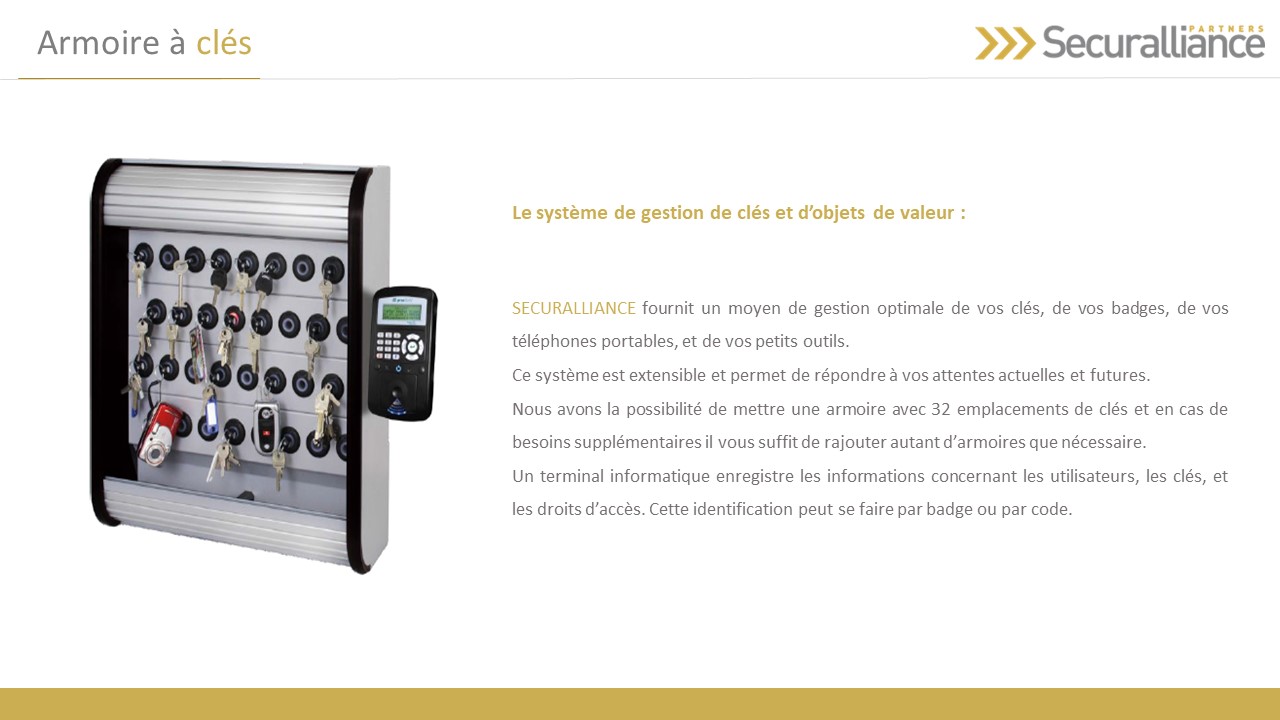 Armoire à clés
PARTNERS
Securalliance
Le système de gestion de clés et d’objets de valeur :
SECURALLIANCE fournit un moyen de gestion optimale de vos clés, de vos badges, de vos
téléphones portables, et de vos petits outils.
Ce système est extensible et permet de répondre à vos attentes actuelles et futures.
Nous avons la possibilité de mettre une armoire avec 32 emplacements de clés et en cas de
besoins supplémentaires il vous suffit de rajouter autant d’armoires que nécessaire.
Un terminal informatique enregistre les informations concernant les utilisateurs, les clés, et
les droits d’accès. Cette identification peut se faire par badge ou par code.